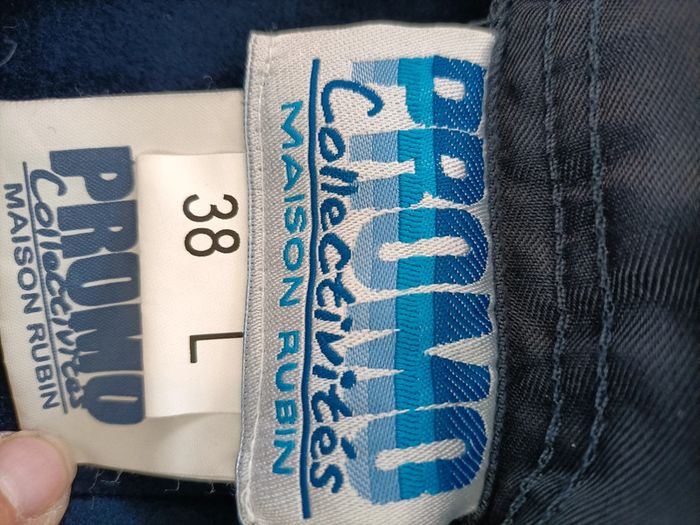 PROMO
Collectivités
MAISON RUBIN
38 L
PROMO
Collectivités
MAISON RUBIN